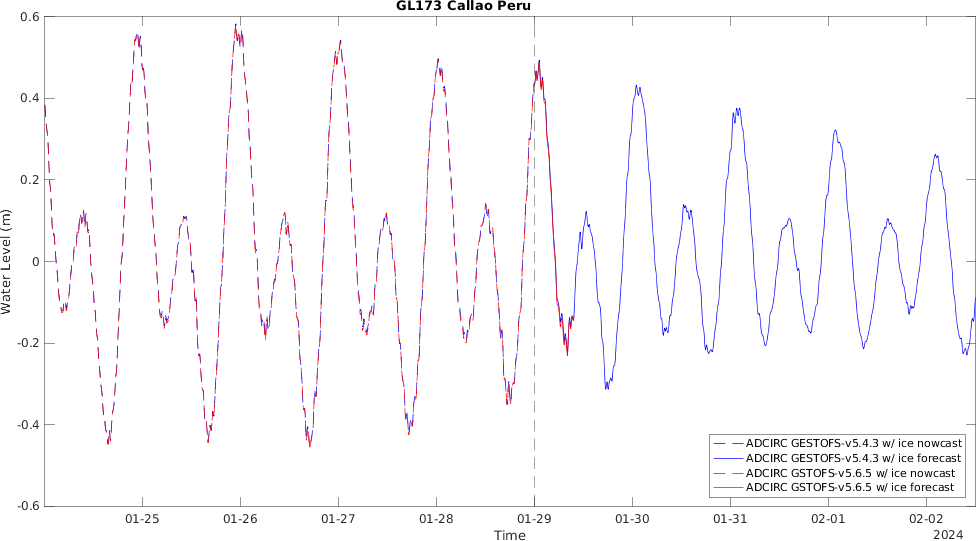 GL173 Callao Peru
0.6
0.4
0.2
0
-0.2
-0.4
-0.6
Water Level (m)
ADCIRC GESTOFS-v5.4.3 w/ ice nowcast
ADCIRC GESTOFS-v5.4.3 w/ ice forecast
ADCIRC GSTOFS-v5.6.5 w/ ice nowcast
ADCIRC GSTOFS-v5.6.5 w/ ice forecast
01-25 01-26 01-27 01-28 01-29 01-30 01-31 02-01 02-02
Time
2024